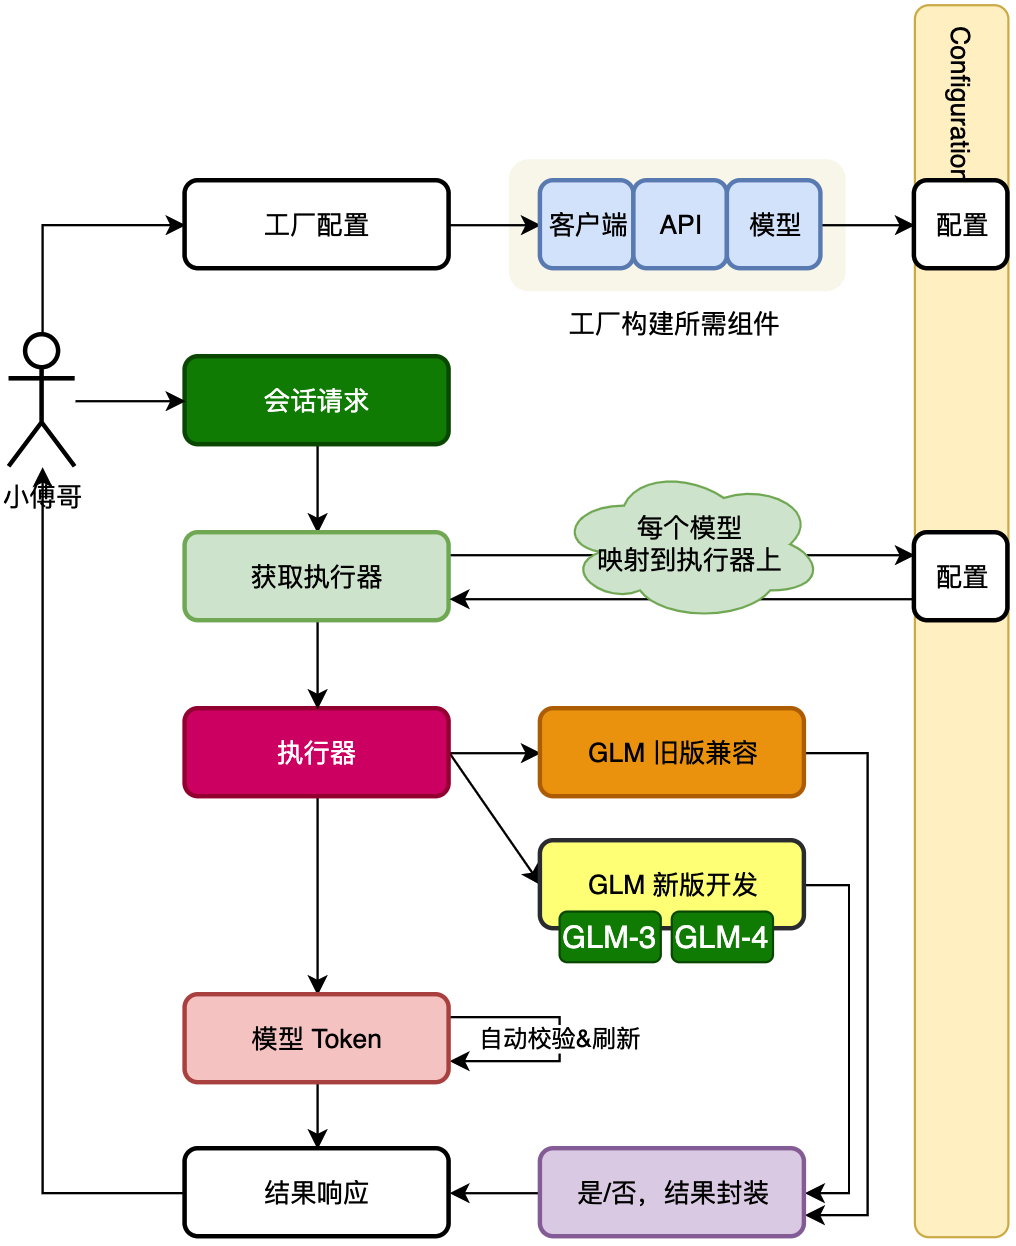 Configuration
工厂配置
客户端
API
模型
配置
工厂构建所需组件
会话请求
小傅哥
每个模型
映射到执行器上
获取执行器
配置
执行器
GLM 旧版兼容
GLM 新版开发
GLM-3
GLM-4
模型 Token
自动校验&刷新
结果响应
是/否，结果封装